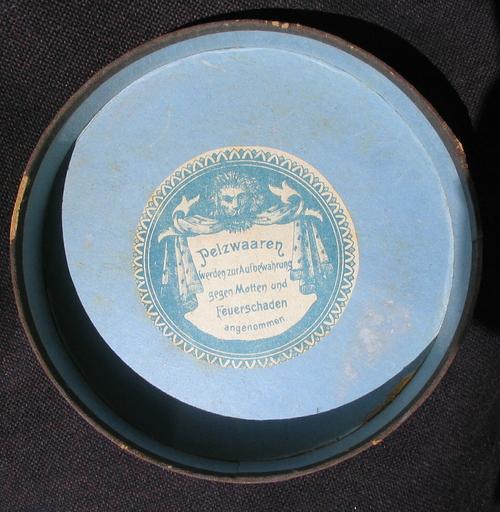 Pelzwaaren
werden zur Aufbewahrung
gegen Motten und
Feuerschaden
angenommen